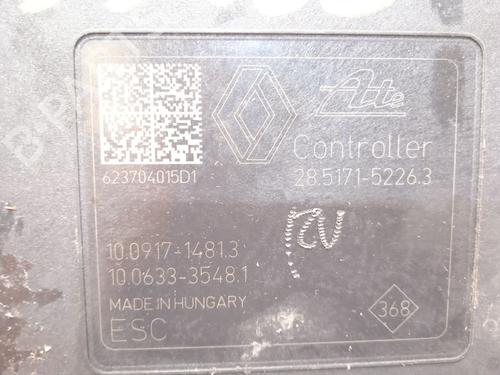 Ate
Controller
28.5171-5226.3
623704015D1
10.0917-1481.3
10.0633-3548.1
MADE IN HUNGARY
ESC
368